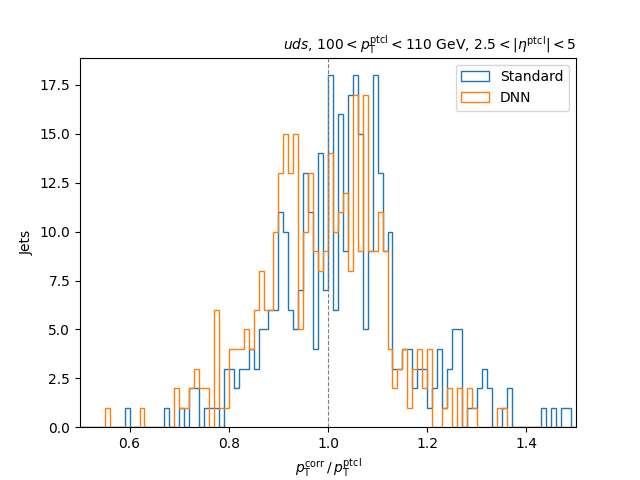 uds, 100 < p_T^ptcl < 110 GeV, 2.5 < |η^ptcl| < 5
17.5
15.0
12.5
10.0
7.5
5.0
2.5
0.0
Jets
Standard
DNN
0.6 0.8 1.0 1.2 1.4
p_T^corr / p_T^ptcl